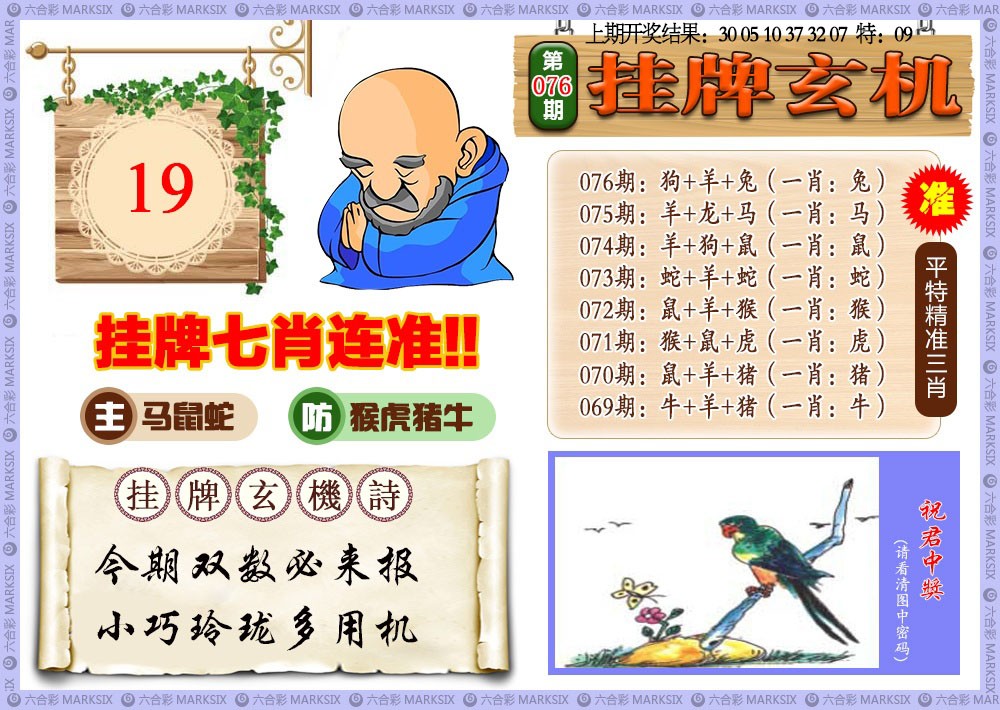 六合彩 MARKSIX
上期开奖结果：30 05 10 37 32 07 特：09
第076期
挂牌玄机
19
挂牌七肖连准!!
主 马鼠蛇
防 猴虎猪牛
挂牌玄機詩
今期双数必来报
小巧玲珑多用机
076期：狗+羊+兔（一肖：兔）
075期：羊+龙+马（一肖：马）
074期：羊+狗+鼠（一肖：鼠）
073期：蛇+羊+蛇（一肖：蛇）
072期：鼠+羊+猴（一肖：猴）
071期：猴+鼠+虎（一肖：虎）
070期：鼠+羊+猪（一肖：猪）
069期：牛+羊+猪（一肖：牛）
准
平特精准三肖
祝君中獎
（请看清图中密码）